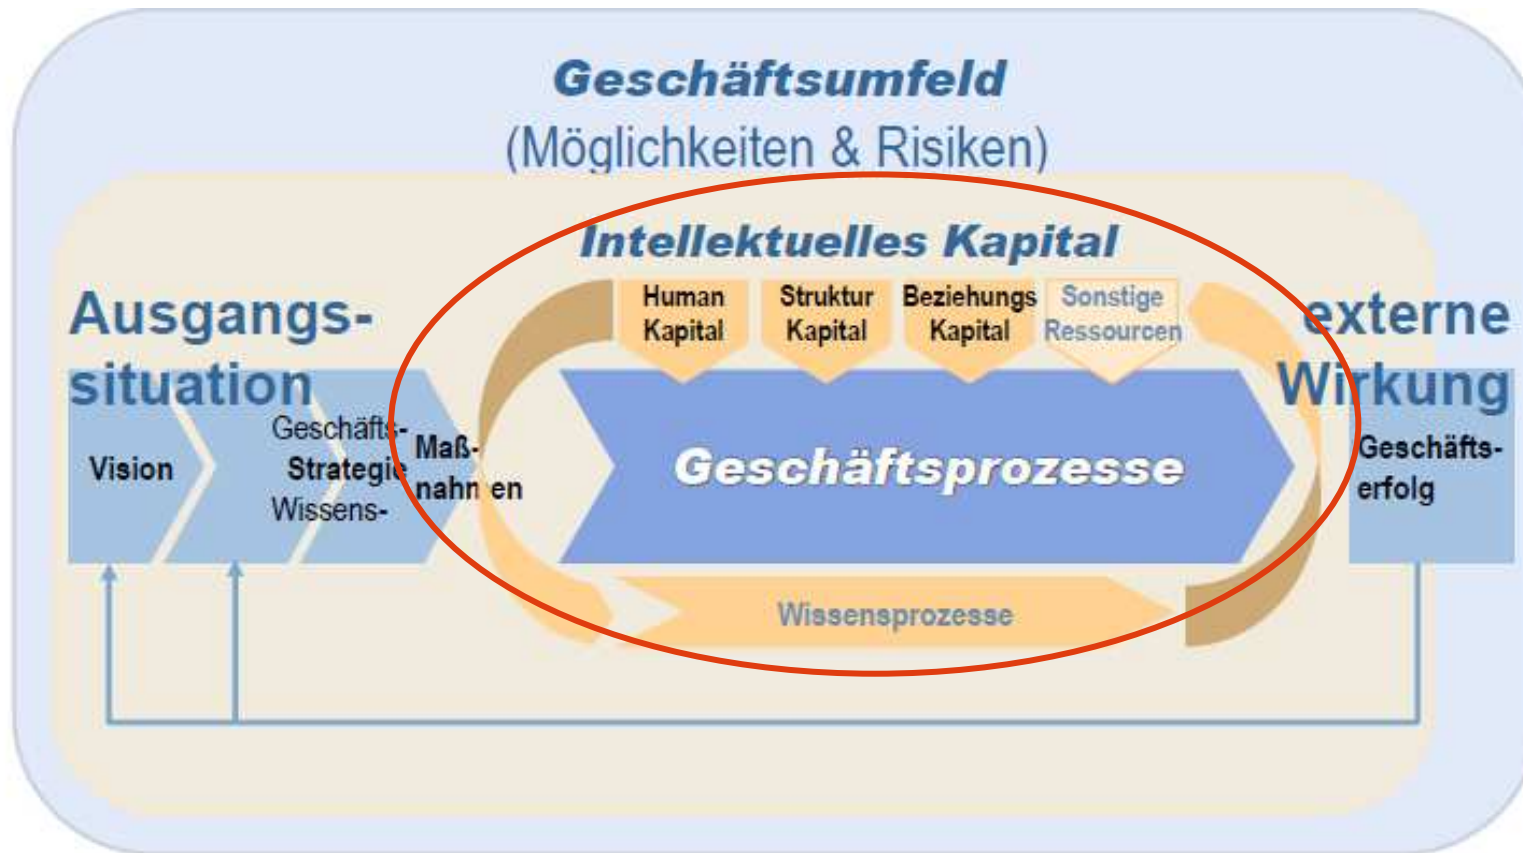 Geschäftsumfeld
(Möglichkeiten & Risiken)
Intellektuelles Kapital
Ausgangs-
situation
Human
Kapital
Struktur
Kapital
Beziehungs
Kapital
Sonstige
Ressourcen
externe
Wirkung
Vision
Geschäfts-
Strategie
Wissens-
Maß-
nahmen
Geschäftsprozesse
Geschäfts-
erfolg
Wissensprozesse